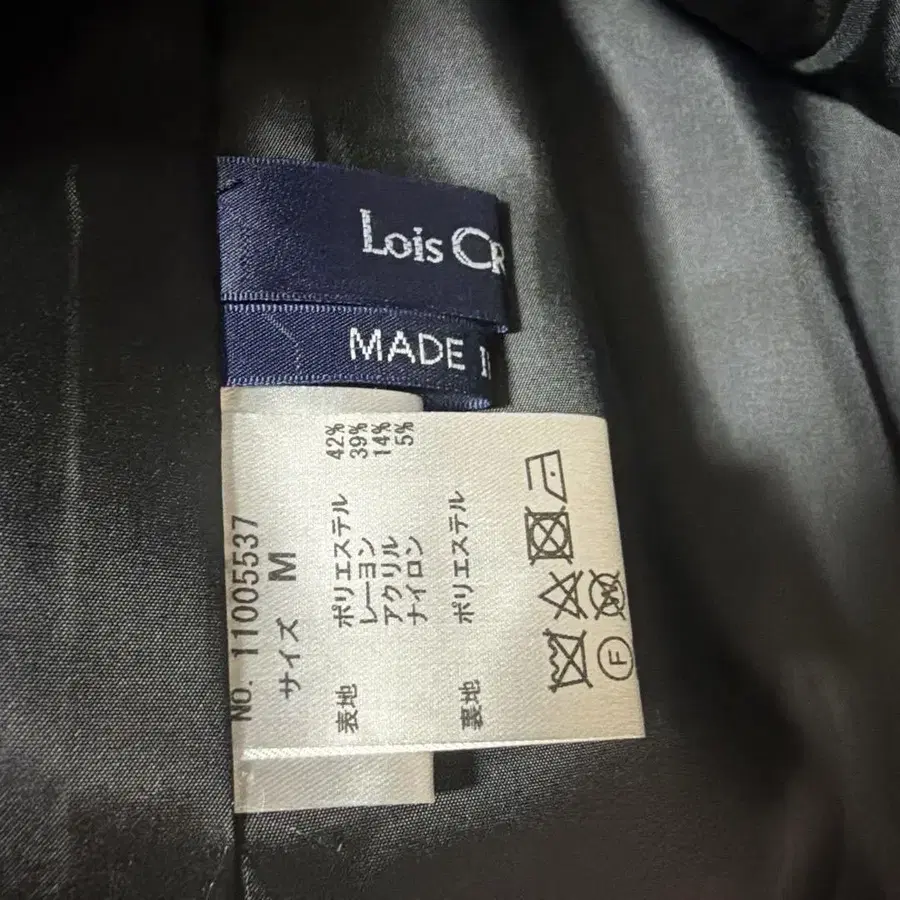 Lois CR
MADE I
NO. 11005537
サイズ M
表地 ポリエステル 42%
レーヨン 39%
アクリル 14%
ナイロン 5%
裏地 ポリエステル
W
F